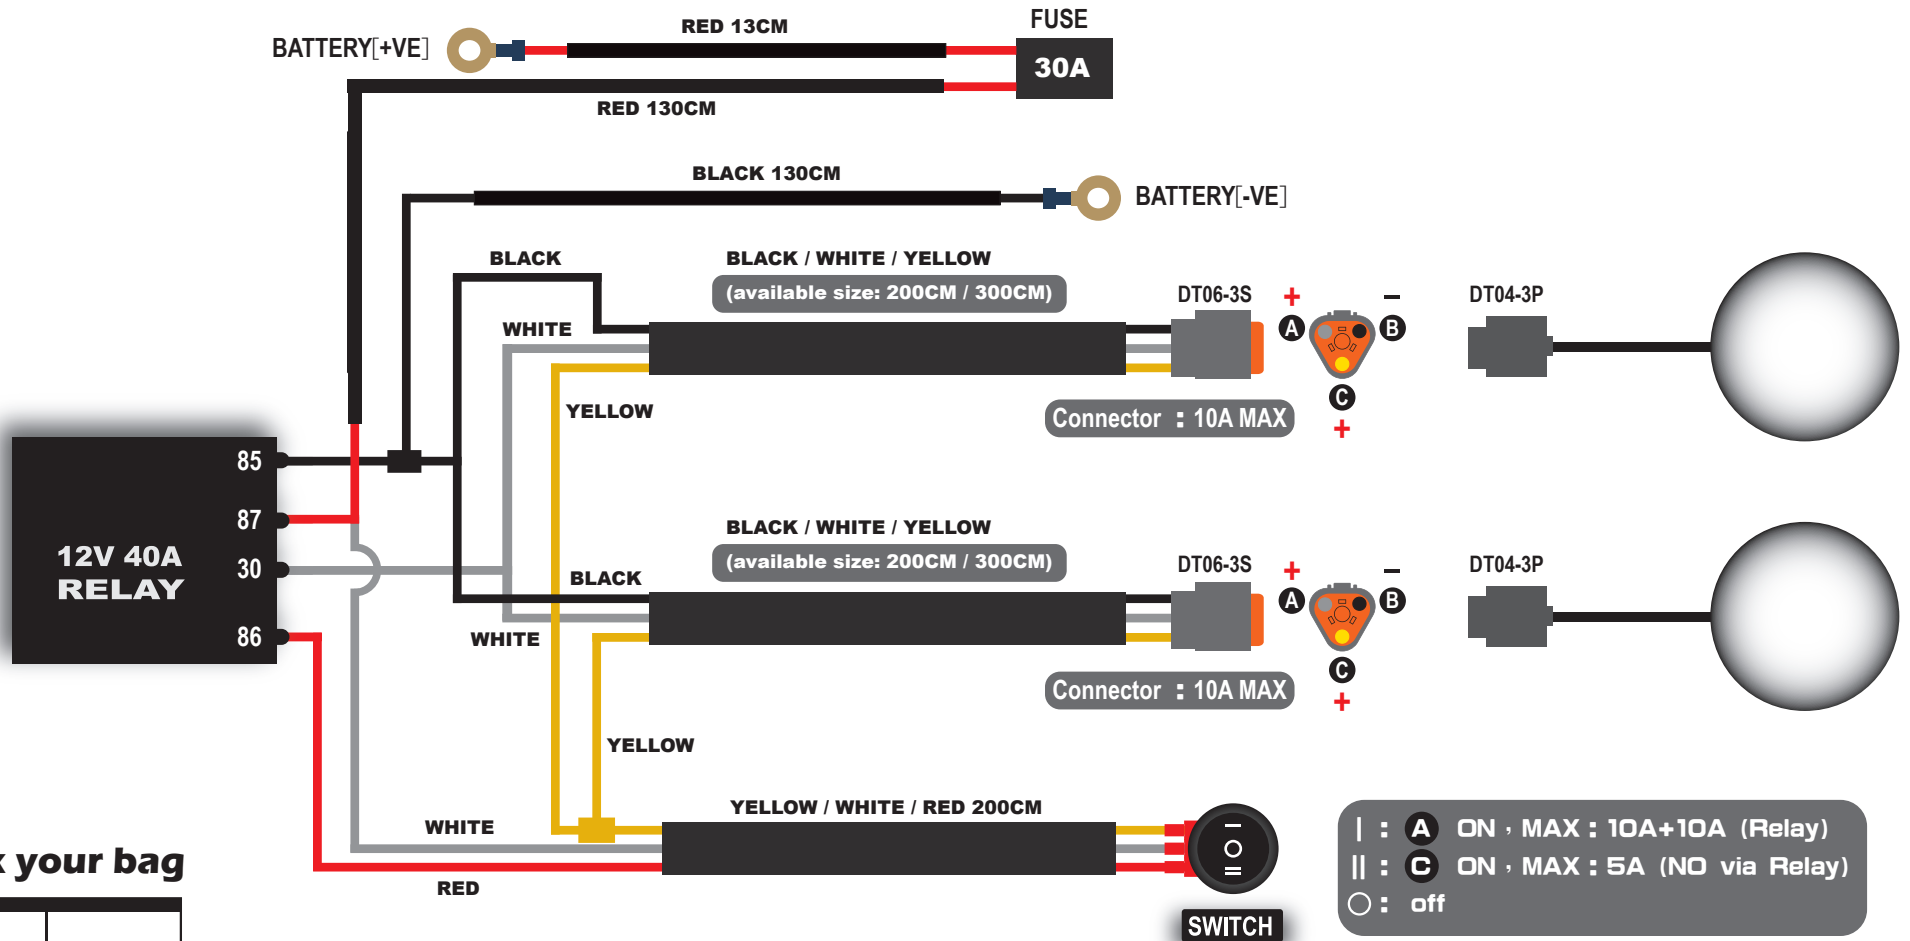 FUSE
RED 13CM
BATTERY[+VE]
30A
RED 130CM
BLACK 130CM
BATTERY[-VE]
BLACK
BLACK / WHITE / YELLOW
(available size: 200CM / 300CM)
DT06-3S
+
−
DT04-3P
WHITE
A
B
C
YELLOW
Connector : 10A MAX
+
85
87
12V 40A
RELAY
30
86
BLACK / WHITE / YELLOW
(available size: 200CM / 300CM)
DT06-3S
+
−
DT04-3P
BLACK
A
B
WHITE
C
Connector : 10A MAX
+
YELLOW
YELLOW / WHITE / RED 200CM
WHITE
RED
SWITCH
| : A ON , MAX : 10A+10A (Relay)
|| : C ON , MAX : 5A (NO via Relay)
○ : off
your bag